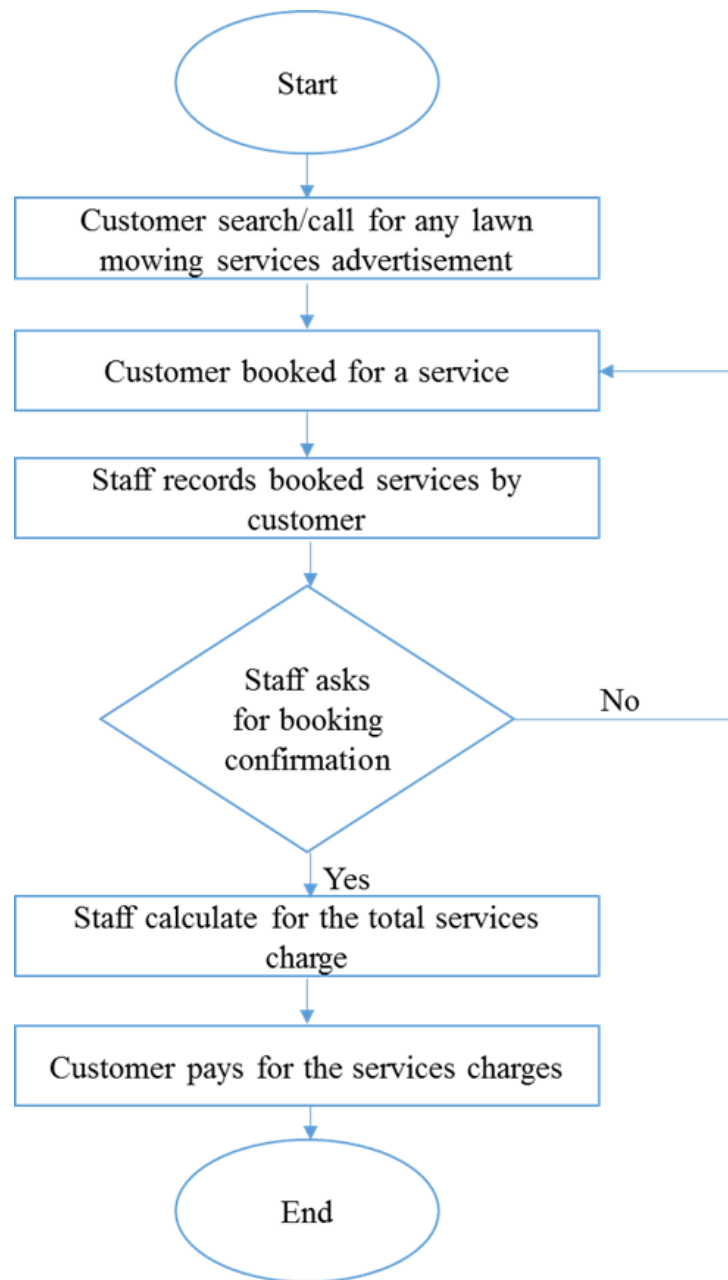 Start
Customer search/call for any lawn
mowing services advertisement
Customer booked for a service
Staff records booked services by
customer
Staff asks
for booking
confirmation
No
Yes
Staff calculate for the total services
charge
Customer pays for the services charges
End